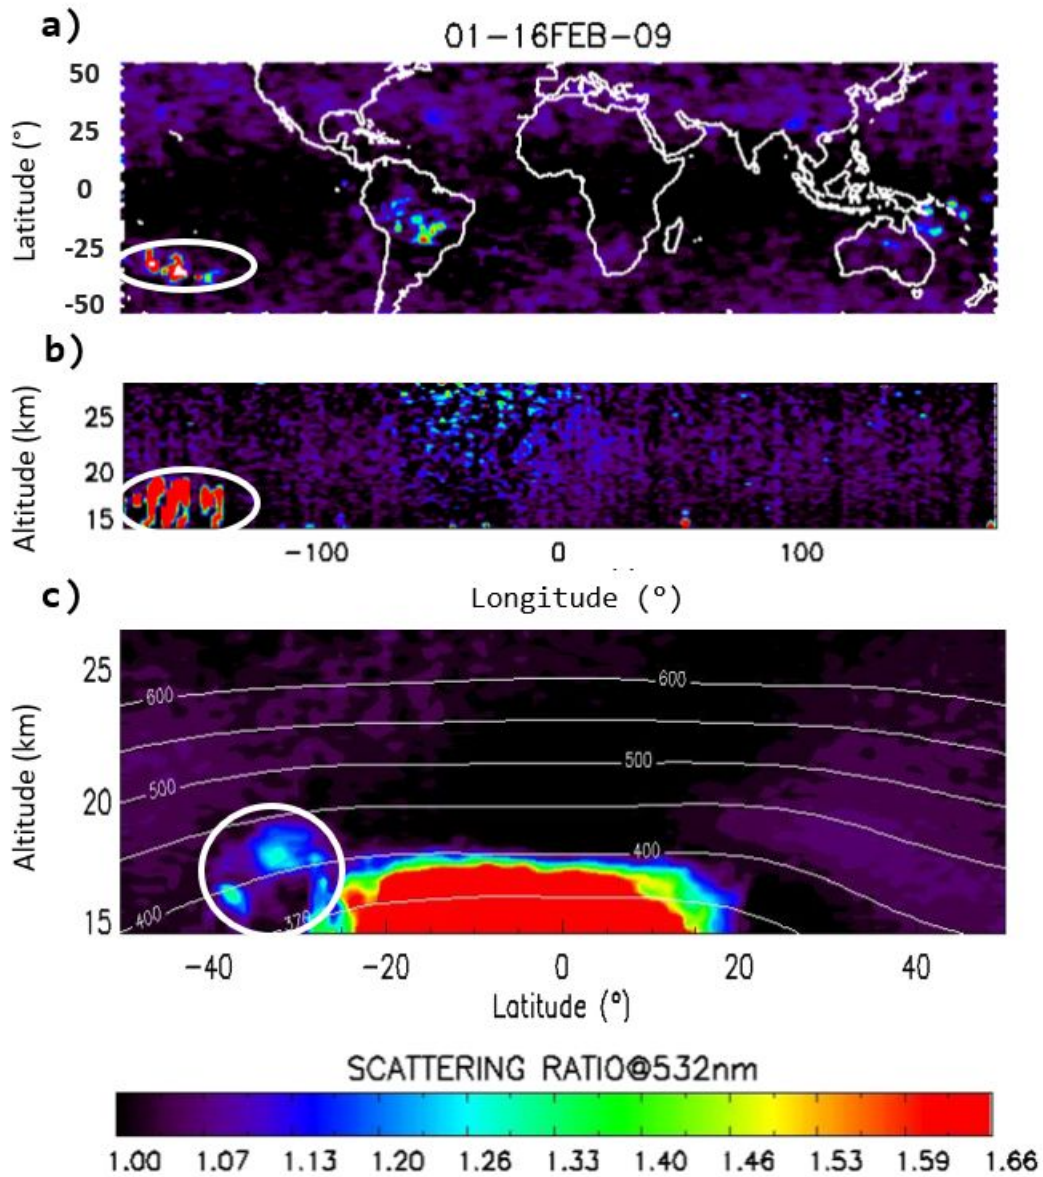 a)
01-16FEB-09
Latitude (°)
50
25
0
-25
-50
b)
Altitude (km)
25
20
15
-100 0 100
Longitude (°)
c)
Altitude (km)
25
20
15
600 600
500 500
400 400
370
-40 -20 0 20 40
Latitude (°)
SCATTERING RATIO@532nm
1.00 1.07 1.13 1.20 1.26 1.33 1.40 1.46 1.53 1.59 1.66